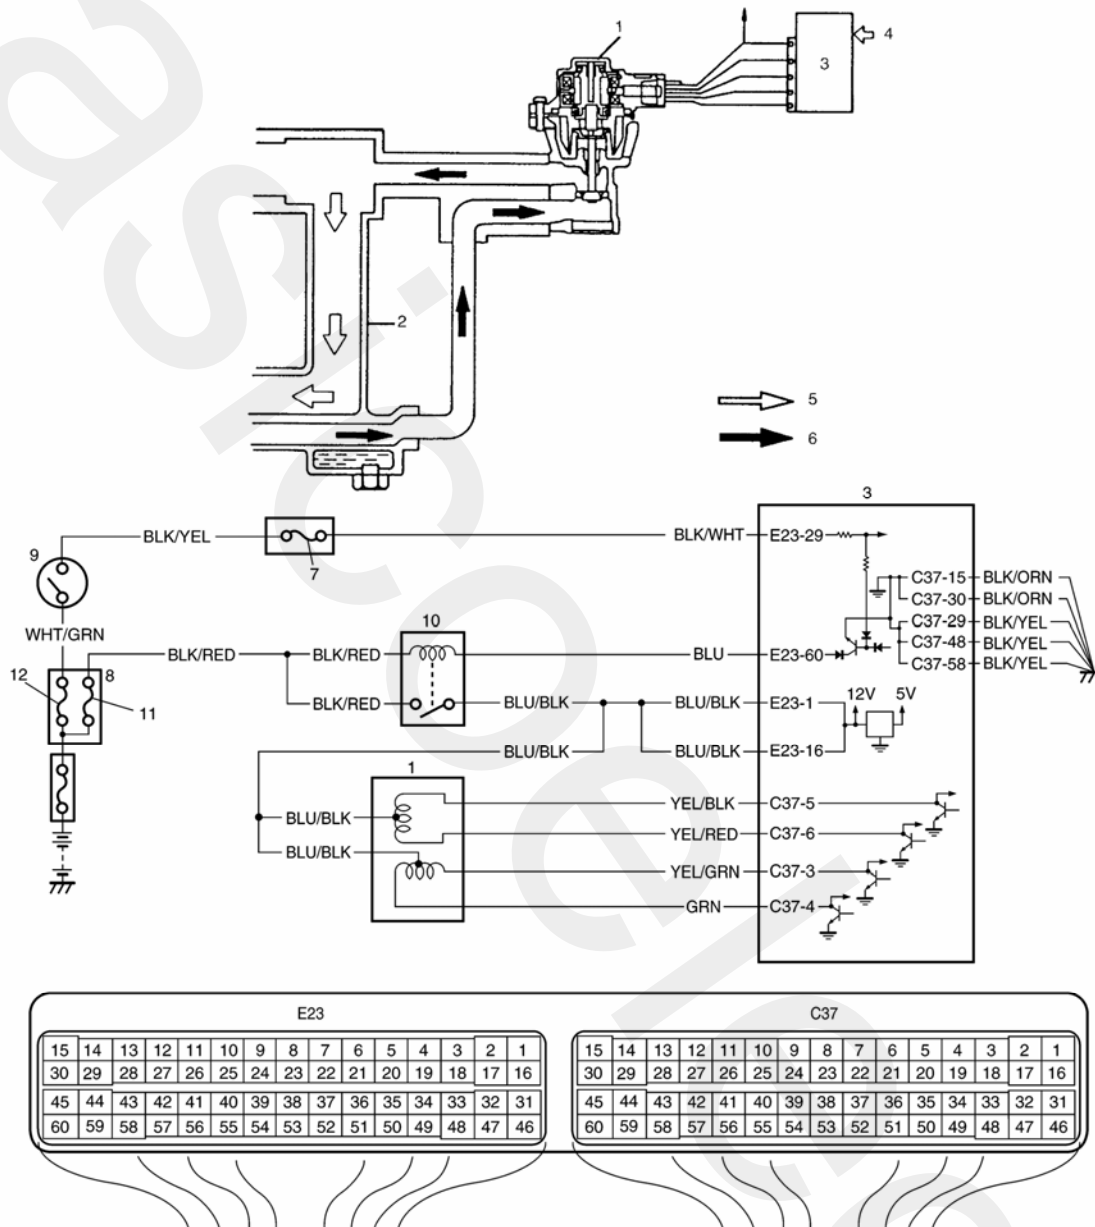 1
3
4
2
5
6
3
9
BLK/YEL
7
BLK/WHT
E23-29
C37-15 BLK/ORN
C37-30 BLK/ORN
C37-29 BLK/YEL
C37-48 BLK/YEL
C37-58 BLK/YEL
WHT/GRN
10
BLK/RED
BLK/RED
BLU
E23-60
12
8
11
BLK/RED
BLU/BLK
BLU/BLK
E23-1
12V
5V
BLU/BLK
BLU/BLK
E23-16
1
BLU/BLK
BLU/BLK
YEL/BLK
C37-5
YEL/RED
C37-6
YEL/GRN
C37-3
GRN
C37-4
E23
C37
15 14 13 12 11 10 9 8 7 6 5 4 3 2 1
30 29 28 27 26 25 24 23 22 21 20 19 18 17 16
45 44 43 42 41 40 39 38 37 36 35 34 33 32 31
60 59 58 57 56 55 54 53 52 51 50 49 48 47 46
15 14 13 12 11 10 9 8 7 6 5 4 3 2 1
30 29 28 27 26 25 24 23 22 21 20 19 18 17 16
45 44 43 42 41 40 39 38 37 36 35 34 33 32 31
60 59 58 57 56 55 54 53 52 51 50 49 48 47 46